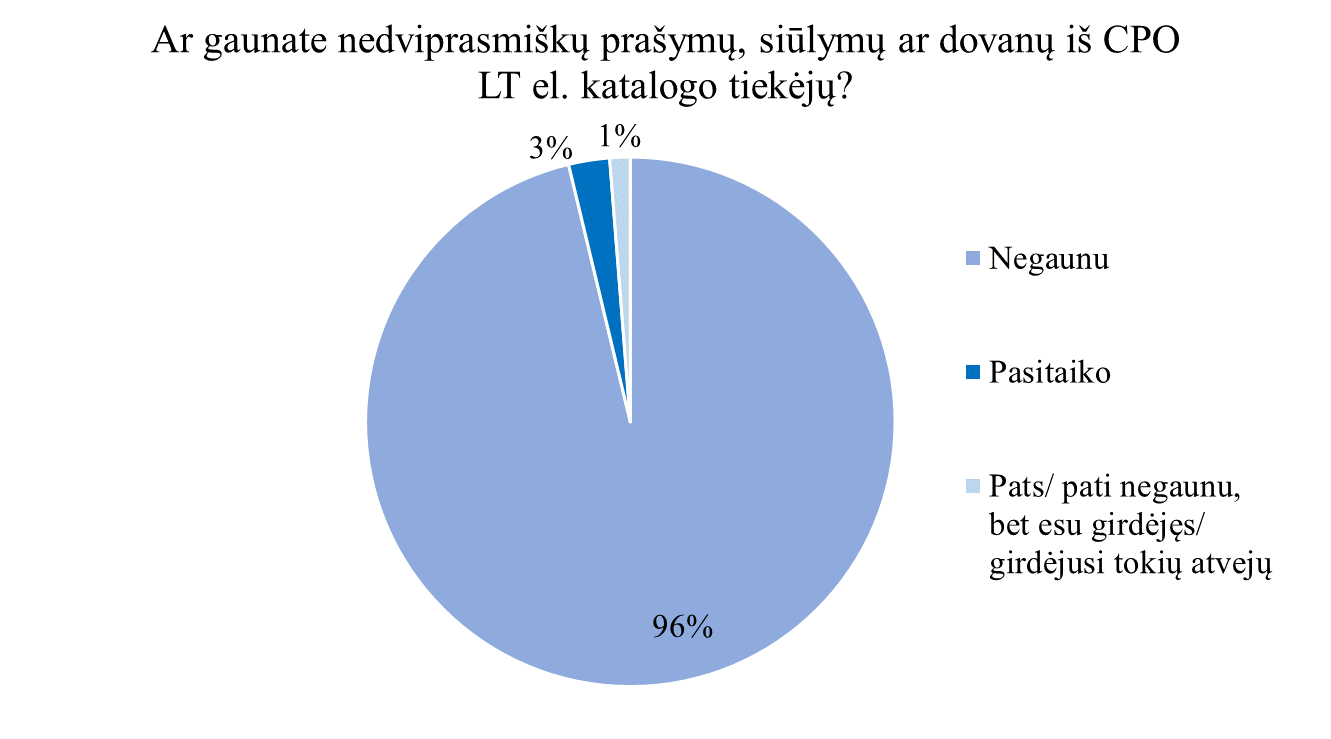 Ar gaunate nedviprasmiškų prašymų, siūlymų ar dovanų iš CPO
LT el. katalogo tiekėjų?
3%
1%
96%
Negaunu
Pasitaiko
Pats/ pati negaunu,
bet esu girdėjęs/
girdėjusi tokių atvejų